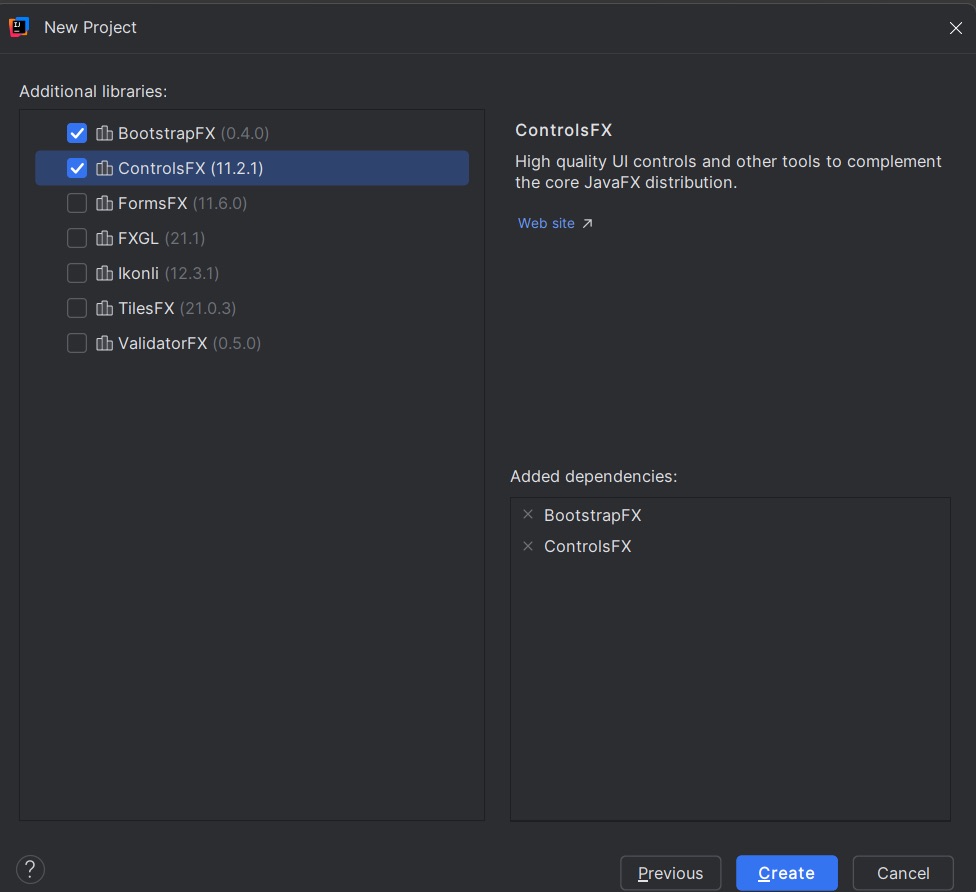 New Project
Additional libraries:
BootstrapFX (0.4.0)
ControlsFX (11.2.1)
FormsFX (11.6.0)
FXGL (21.1)
Ikonli (12.3.1)
TilesFX (21.0.3)
ValidatorFX (0.5.0)
ControlsFX
High quality UI controls and other tools to complement
the core JavaFX distribution.
Web site ↗
Added dependencies:
× BootstrapFX
× ControlsFX
?
Previous
Create
Cancel